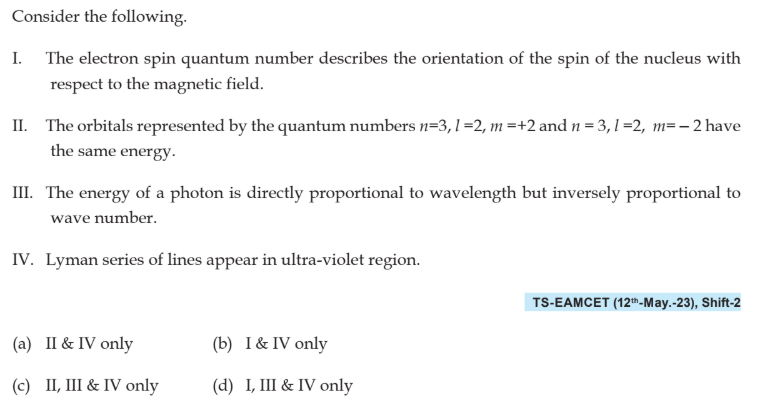 Consider the following.
I. The electron spin quantum number describes the orientation of the spin of the nucleus with
respect to the magnetic field.
II. The orbitals represented by the quantum numbers n=3, l =2, m =+2 and n = 3, l =2, m= – 2 have
the same energy.
III. The energy of a photon is directly proportional to wavelength but inversely proportional to
wave number.
IV. Lyman series of lines appear in ultra-violet region.
TS-EAMCET (12th-May.-23), Shift-2
(a) II & IV only (b) I & IV only
(c) II, III & IV only (d) I, III & IV only